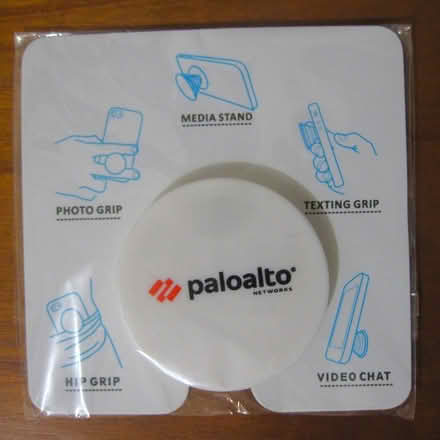 MEDIA STAND
PHOTO GRIP
TEXTING GRIP
paloalto®
NETWORKS
HIP GRIP
VIDEO CHAT